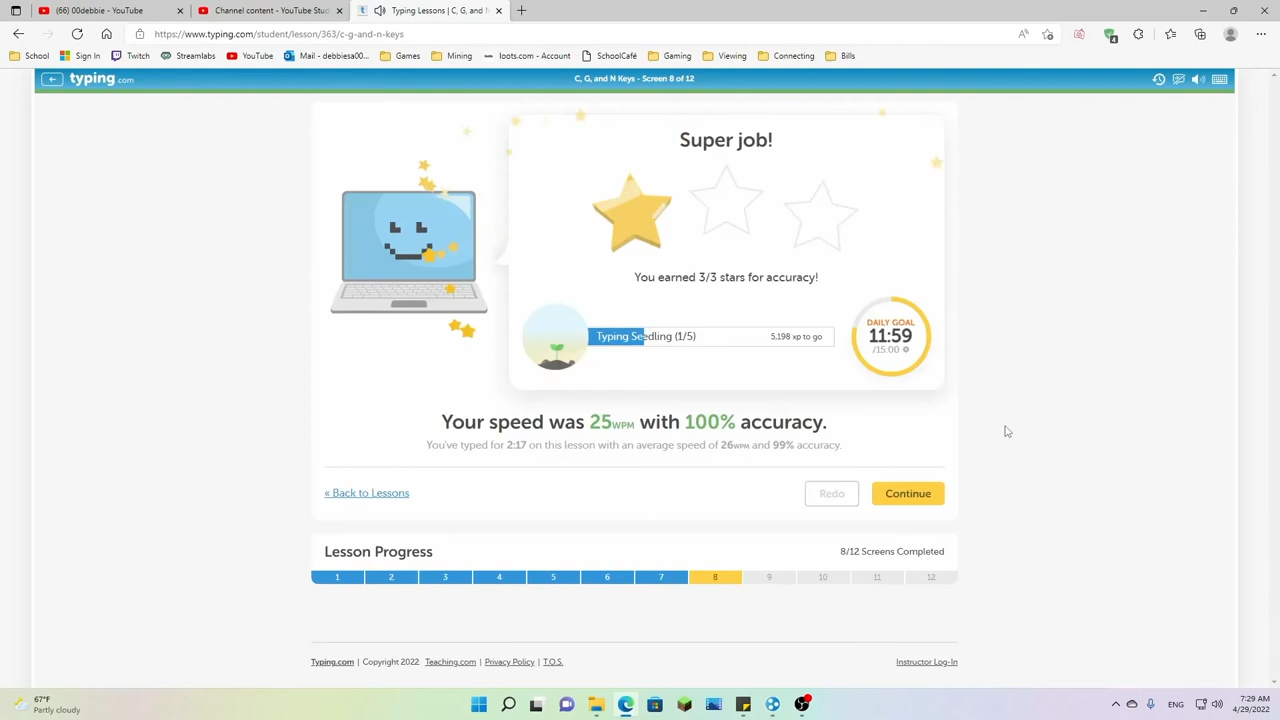 (66) 00debbie - YouTube
Channel content - YouTube Stud
Typing Lessons | C, G, and N
https://www.typing.com/student/lesson/363/c-g-and-n-keys
4
School
Sign In
Twitch
Streamlabs
YouTube
Mail - debbiesa00...
Games
Mining
loots.com - Account
SchoolCafé
Gaming
Viewing
Connecting
Bills
typing.com
C, G, and N Keys - Screen 8 of 12
Super job!
You earned 3/3 stars for accuracy!
Typing Seedling (1/5)
5,198 xp to go
DAILY GOAL
11:59
/15:00
Your speed was 25WPM with 100% accuracy.
You've typed for 2:17 on this lesson with an average speed of 26WPM and 99% accuracy.
« Back to Lessons
Redo
Continue
Lesson Progress
8/12 Screens Completed
1 2 3 4 5 6 7 8 9 10 11 12
Typing.com | Copyright 2022 Teaching.com | Privacy Policy | T.O.S.
Instructor Log-In
67°F
Partly cloudy
ENG
7:29 AM
4/29/2022